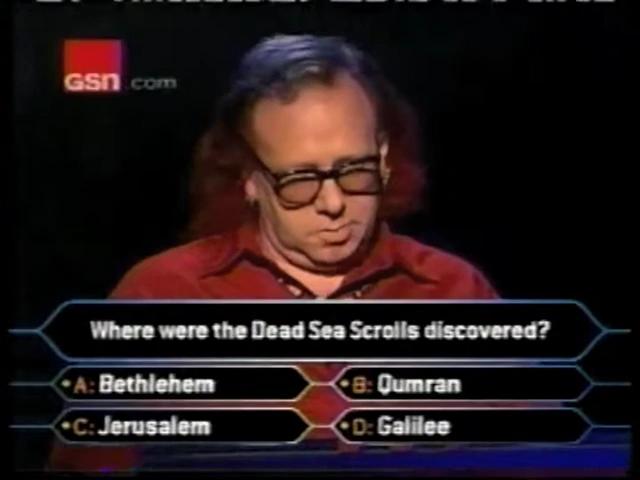 GSN.com
Where were the Dead Sea Scrolls discovered?
A: Bethlehem
B: Qumran
C: Jerusalem
D: Galilee